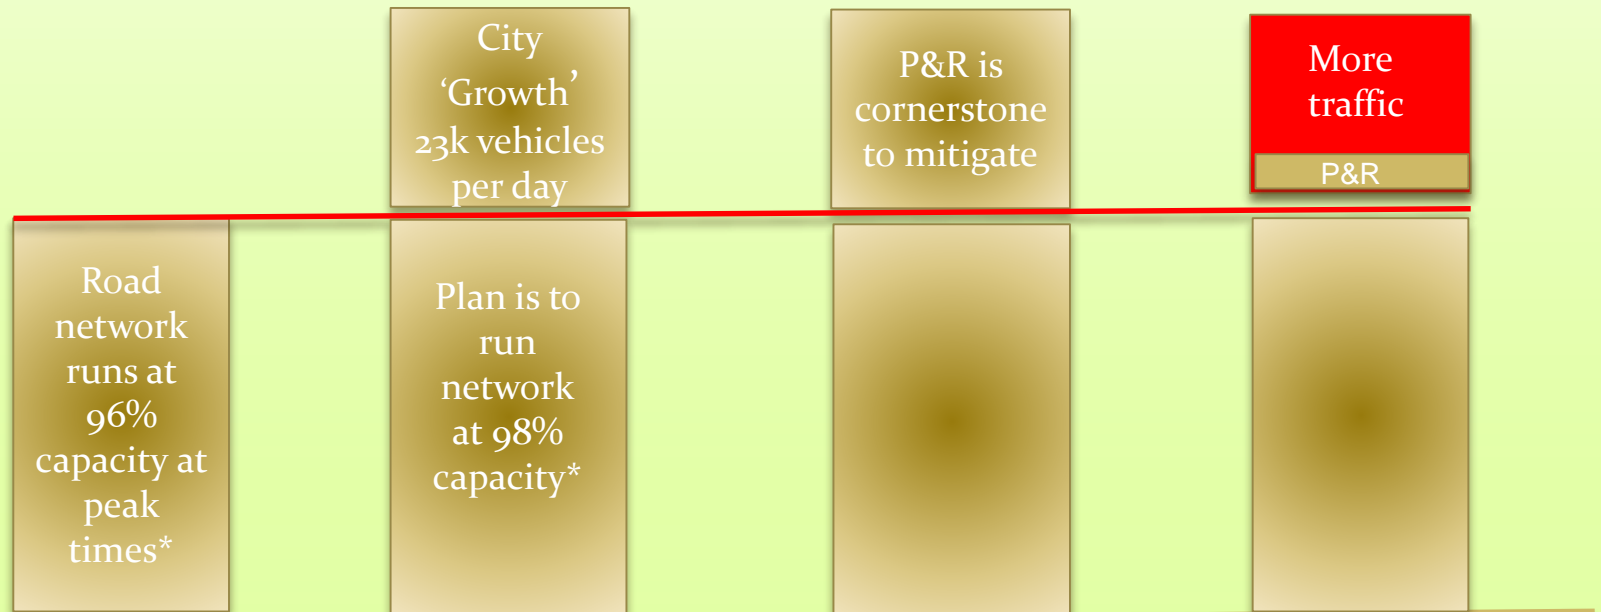 City
‘Growth’
23k vehicles
per day
P&R is
cornerstone
to mitigate
More
traffic
P&R
Road
network
runs at
96%
capacity at
peak
times*
Plan is to
run
network
at 98%
capacity*